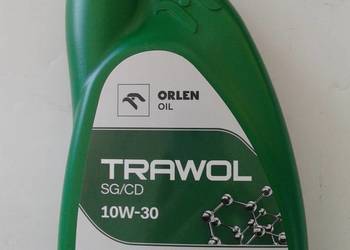 ORLEN
OIL
TRAWOL
SG/CD
10W-30